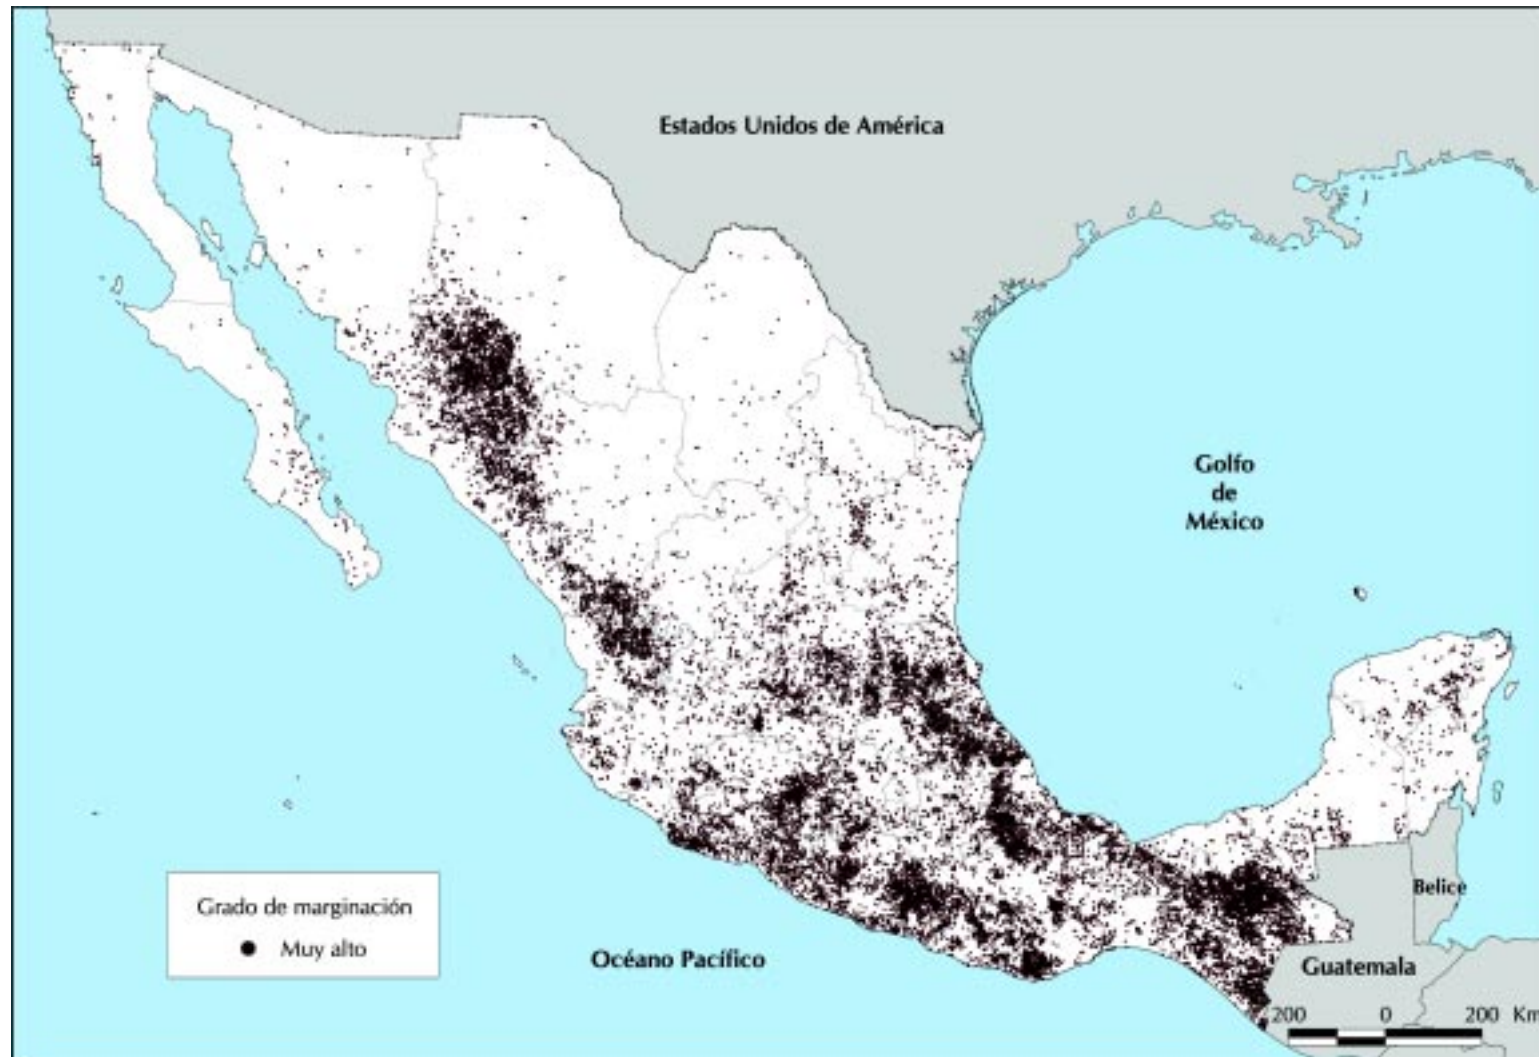 Estados Unidos de América
Golfo
de
México
Belice
Grado de marginación
Muy alto
Océano Pacífico
Guatemala
200 0 200 Km